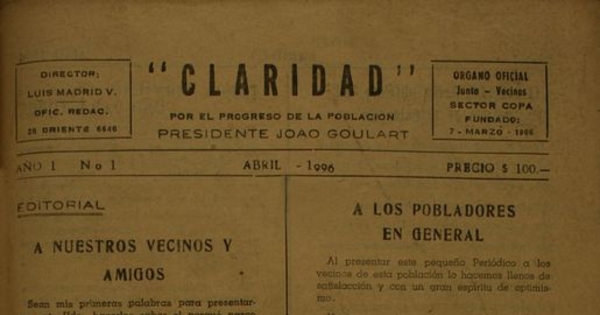 DIRECTOR;
LUIS MADRID V.
OFIC. REDAC.
26 ORIENTE 6646
"CLARIDAD"
POR EL PROGRESO DE LA POBLACION
PRESIDENTE JOAO GOULART
ORGANO OFICIAL
Junta - Vecinos
SECTOR COPA
FUNDADO:
7 - MARZO - 1966
AÑO 1 No 1
ABRIL - 1996
PRECIO $ 100.—
EDITORIAL
A NUESTROS VECINOS Y
AMIGOS
Sean mis primeras palabras para presentar-
A LOS POBLADORES
EN GENERAL
Al presentar este pequeño Periódico a los
vecinos de esta población lo hacemos llenos de
satisfacción y con un gran espíritu de optimis-
mo.